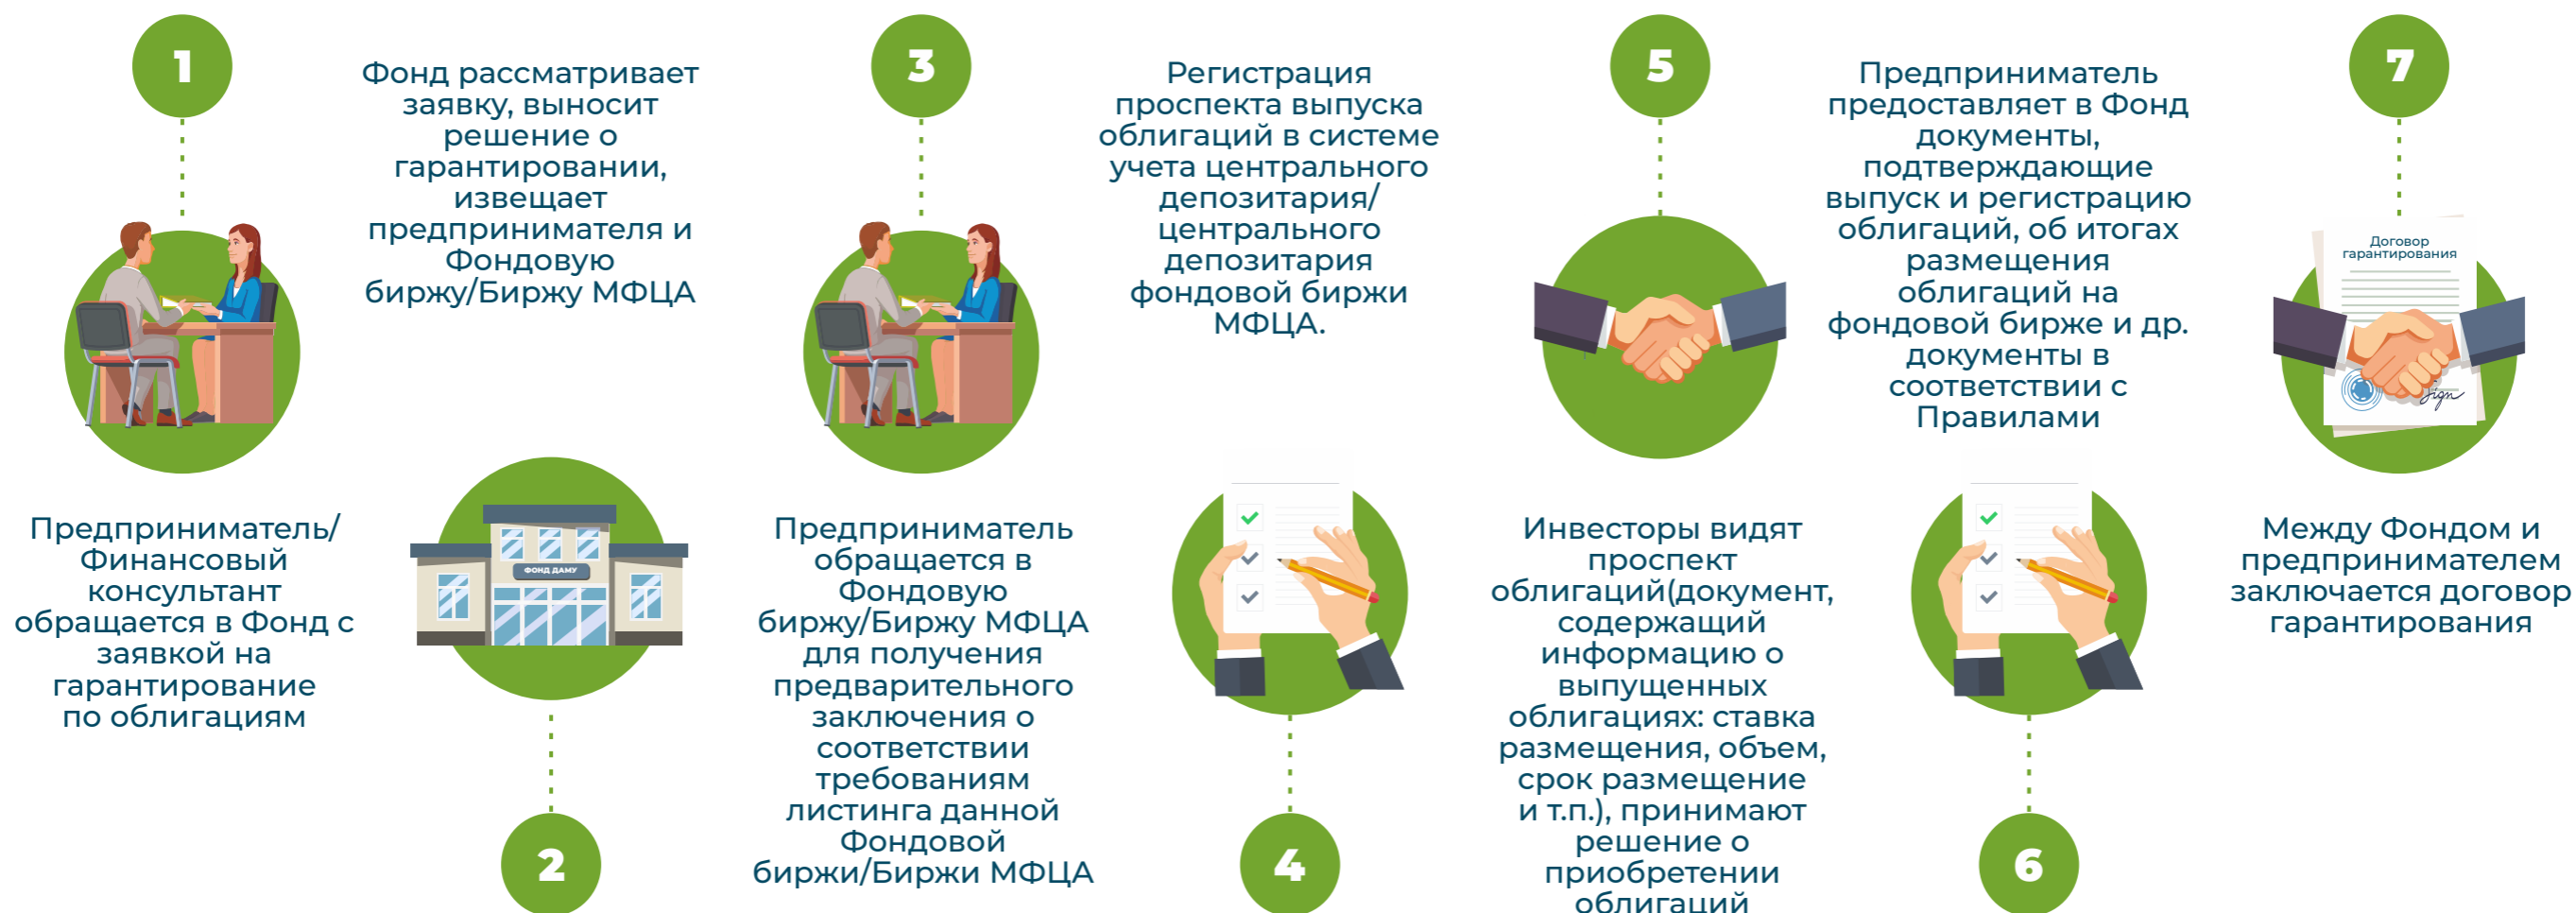 1
Предприниматель/
Финансовый
консультант
обращается в Фонд с
заявкой на
гарантирование
по облигациям
Фонд рассматривает
заявку, выносит
решение о
гарантировании,
извещает
предпринимателя и
Фондовую
биржу/Биржу МФЦА
ФОНД ДАМУ
2
3
Предприниматель
обращается в
Фондовую
биржу/Биржу МФЦА
для получения
предварительного
заключения о
соответствии
требованиям
листинга данной
Фондовой
биржи/Биржи МФЦА
Регистрация
проспекта выпуска
облигаций в системе
учета центрального
депозитария/
центрального
депозитария
фондовой биржи
МФЦА.
4
5
Инвесторы видят
проспект
облигаций(документ,
содержащий
информацию о
выпущенных
облигациях: ставка
размещения, объем,
срок размещение
и т.п.), принимают
решение о
приобретении
облигаций
Предприниматель
предоставляет в Фонд
документы,
подтверждающие
выпуск и регистрацию
облигаций, об итогах
размещения
облигаций на
фондовой бирже и др.
документы в
соответствии с
Правилами
6
7
Договор
гарантирования
Sign
Между Фондом и
предпринимателем
заключается договор
гарантирования